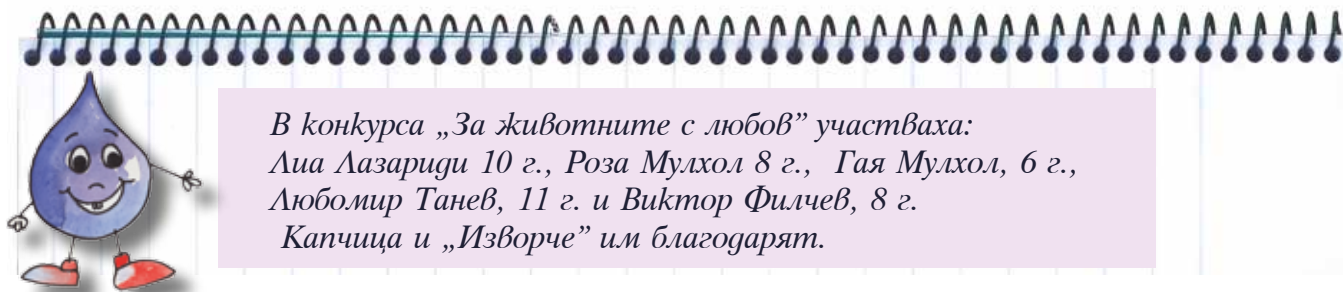 В конкурса „За животните с любов” участваха:
Лиа Лазариди 10 г., Роза Мулхол 8 г., Гая Мулхол, 6 г.,
Любомир Танев, 11 г. и Виктор Филчев, 8 г.
Капчица и „Изворче” им благодарят.